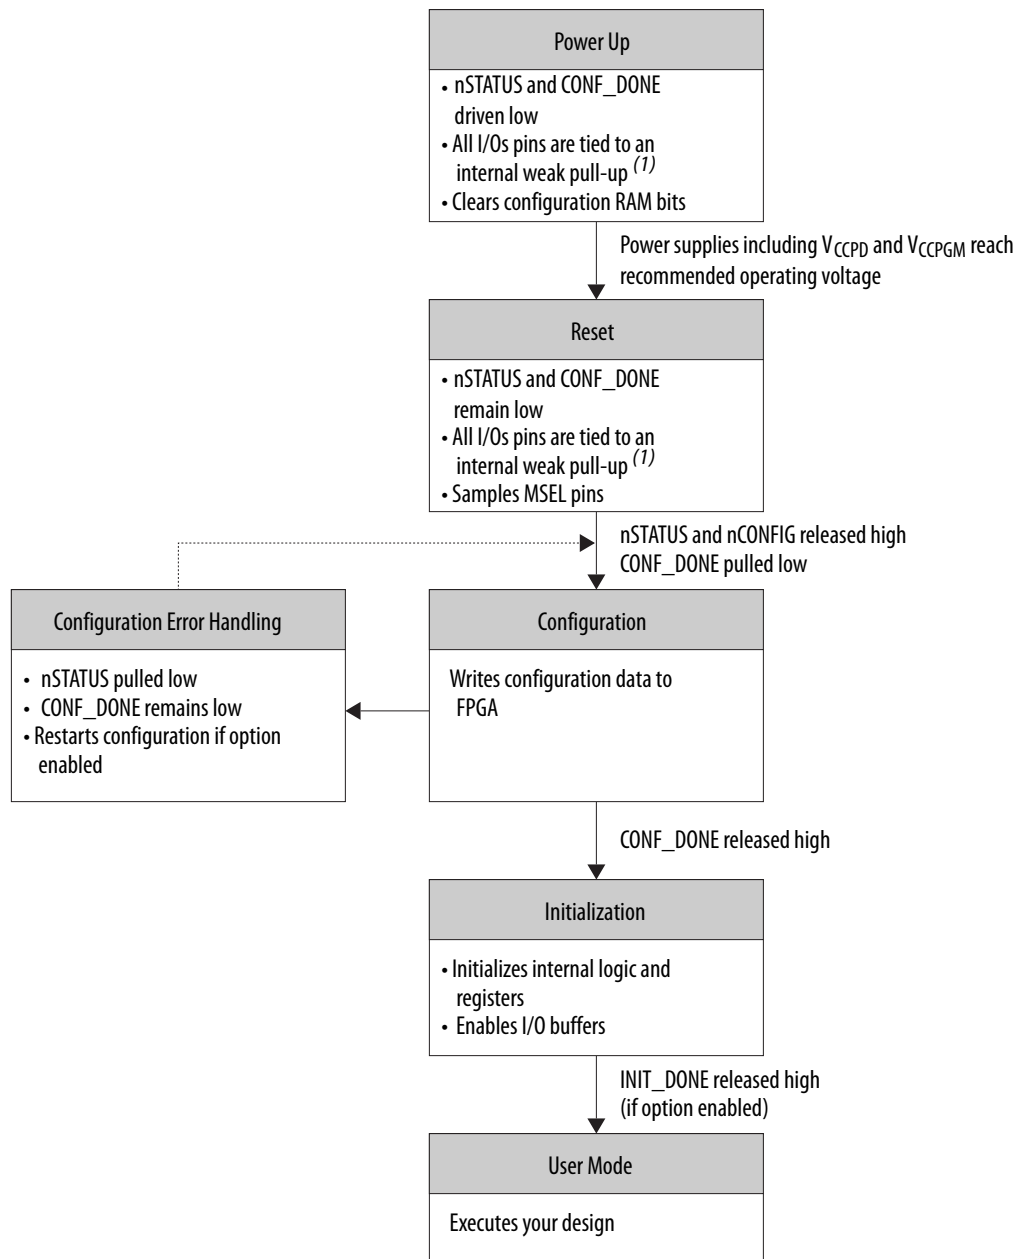 Power Up
• nSTATUS and CONF_DONE
driven low
• All I/Os pins are tied to an
internal weak pull-up (1)
• Clears configuration RAM bits
Power supplies including VCCPD and VCCPGM reach
recommended operating voltage
Reset
• nSTATUS and CONF_DONE
remain low
• All I/Os pins are tied to an
internal weak pull-up (1)
• Samples MSEL pins
nSTATUS and nCONFIG released high
CONF_DONE pulled low
Configuration Error Handling
• nSTATUS pulled low
• CONF_DONE remains low
• Restarts configuration if option
enabled
Configuration
Writes configuration data to
FPGA
CONF_DONE released high
Initialization
• Initializes internal logic and
registers
• Enables I/O buffers
INIT_DONE released high
(if option enabled)
User Mode
Executes your design